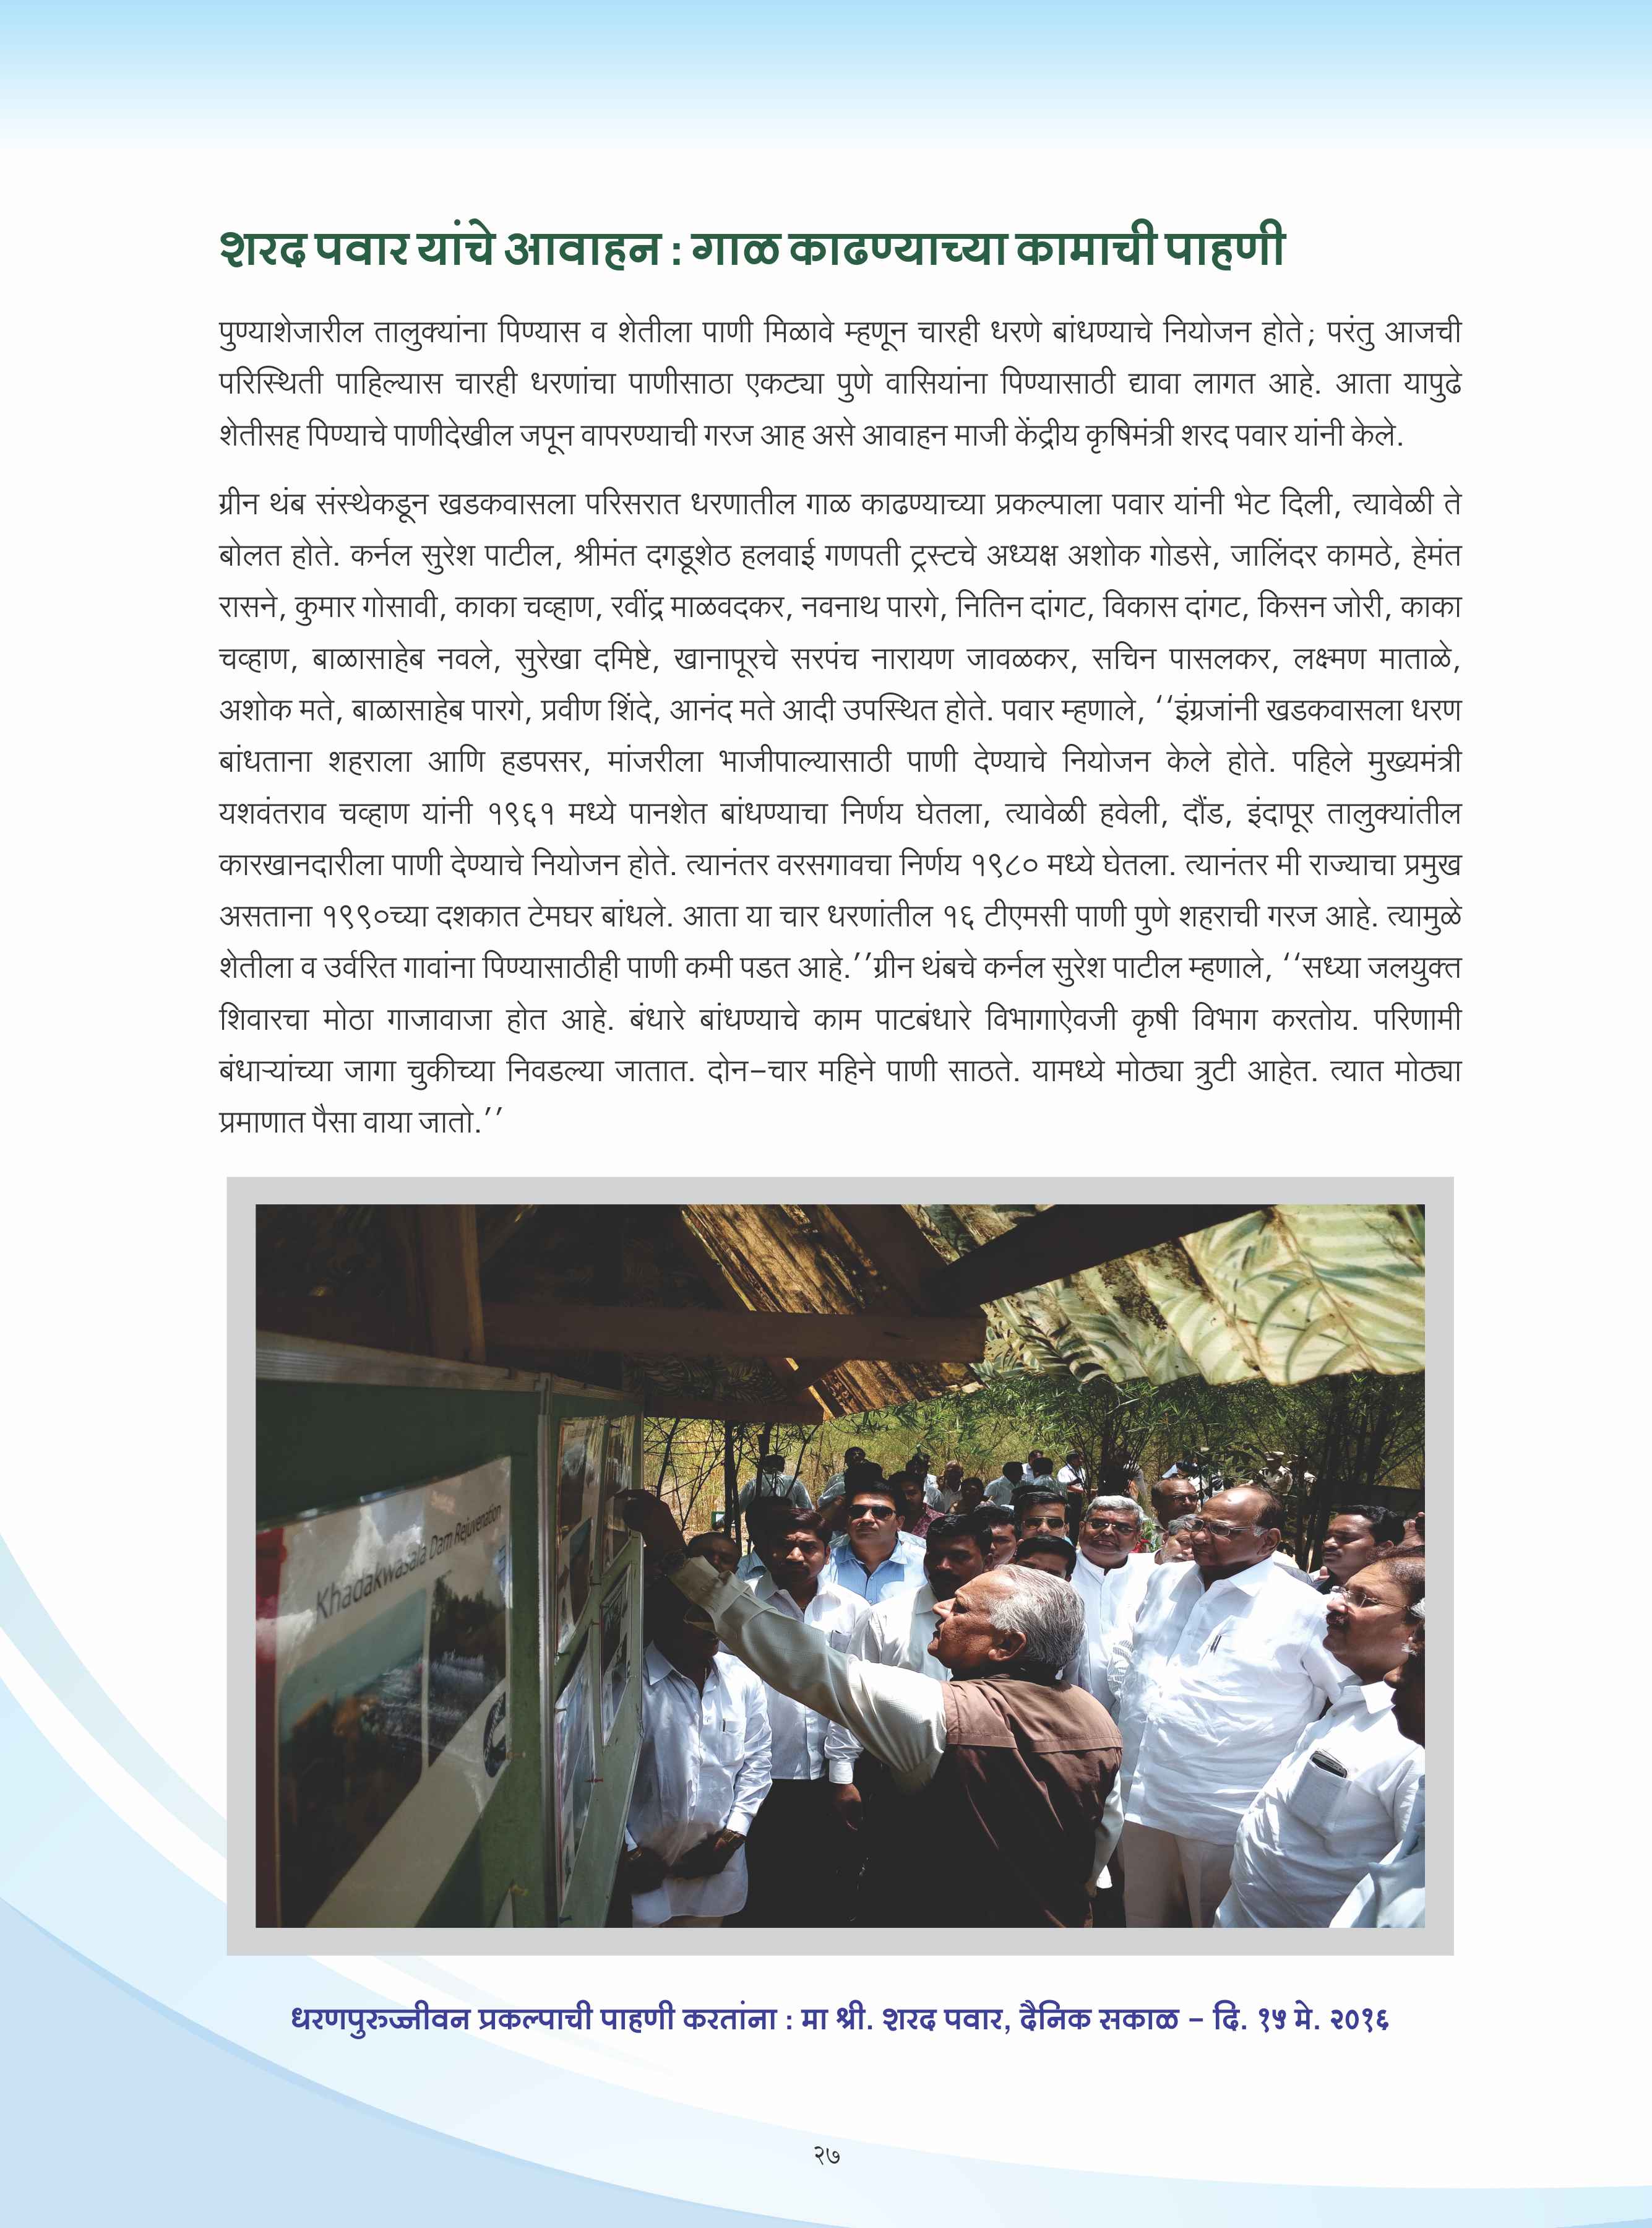 शरद पवार यांचे आवाहन : गाळ काढण्याच्या कामाची पाहणी
पुण्याशेजारील तालुक्यांना पिण्यास व शेतीला पाणी मिळावे म्हणून चारही धरणे बांधण्याचे नियोजन होते; परंतु आजची
परिस्थिती पाहिल्यास चारही धरणांचा पाणीसाठा एकट्या पुणे वासियांना पिण्यासाठी द्यावा लागत आहे. आता यापुढे
शेतीसह पिण्याचे पाणीदेखील जपून वापरण्याची गरज आह असे आवाहन माजी केंद्रीय कृषिमंत्री शरद पवार यांनी केले.
ग्रीन थंब संस्थेकडून खडकवासला परिसरात धरणातील गाळ काढण्याच्या प्रकल्पाला पवार यांनी भेट दिली, त्यावेळी ते
बोलत होते. कर्नल सुरेश पाटील, श्रीमंत दगडूशेठ हलवाई गणपती ट्रस्टचे अध्यक्ष अशोक गोडसे, जालिंदर कामठे, हेमंत
रासने, कुमार गोसावी, काका चव्हाण, रवींद्र माळवदकर, नवनाथ पारगे, नितिन दांगट, विकास दांगट, किसन जोरी, काका
चव्हाण, बाळासाहेब नवले, सुरेखा दमिष्टे, खानापूरचे सरपंच नारायण जावळकर, सचिन पासलकर, लक्ष्मण माताळे,
अशोक मते, बाळासाहेब पारगे, प्रवीण शिंदे, आनंद मते आदी उपस्थित होते. पवार म्हणाले, ‘‘इंग्रजांनी खडकवासला धरण
बांधताना शहराला आणि हडपसर, मांजरीला भाजीपाल्यासाठी पाणी देण्याचे नियोजन केले होते. पहिले मुख्यमंत्री
यशवंतराव चव्हाण यांनी १९६१ मध्ये पानशेत बांधण्याचा निर्णय घेतला, त्यावेळी हवेली, दौंड, इंदापूर तालुक्यांतील
कारखानदारीला पाणी देण्याचे नियोजन होते. त्यानंतर वरसगावचा निर्णय १९८० मध्ये घेतला. त्यानंतर मी राज्याचा प्रमुख
असताना १९९०च्या दशकात टेमघर बांधले. आता या चार धरणांतील १६ टीएमसी पाणी पुणे शहराची गरज आहे. त्यामुळे
शेतीला व उर्वरित गावांना पिण्यासाठीही पाणी कमी पडत आहे.’’ग्रीन थंबचे कर्नल सुरेश पाटील म्हणाले, ‘‘सध्या जलयुक्त
शिवारचा मोठा गाजावाजा होत आहे. बंधारे बांधण्याचे काम पाटबंधारे विभागाऐवजी कृषी विभाग करतोय. परिणामी
बंधाऱ्यांच्या जागा चुकीच्या निवडल्या जातात. दोन–चार महिने पाणी साठते. यामध्ये मोठ्या त्रुटी आहेत. त्यात मोठ्या
प्रमाणात पैसा वाया जातो.’’
Khadakwasala Dam Rejuvenation
धरणपुरुज्जीवन प्रकल्पाची पाहणी करतांना : मा श्री. शरद पवार, दैनिक सकाळ – दि. १५ मे. २०१६
२७